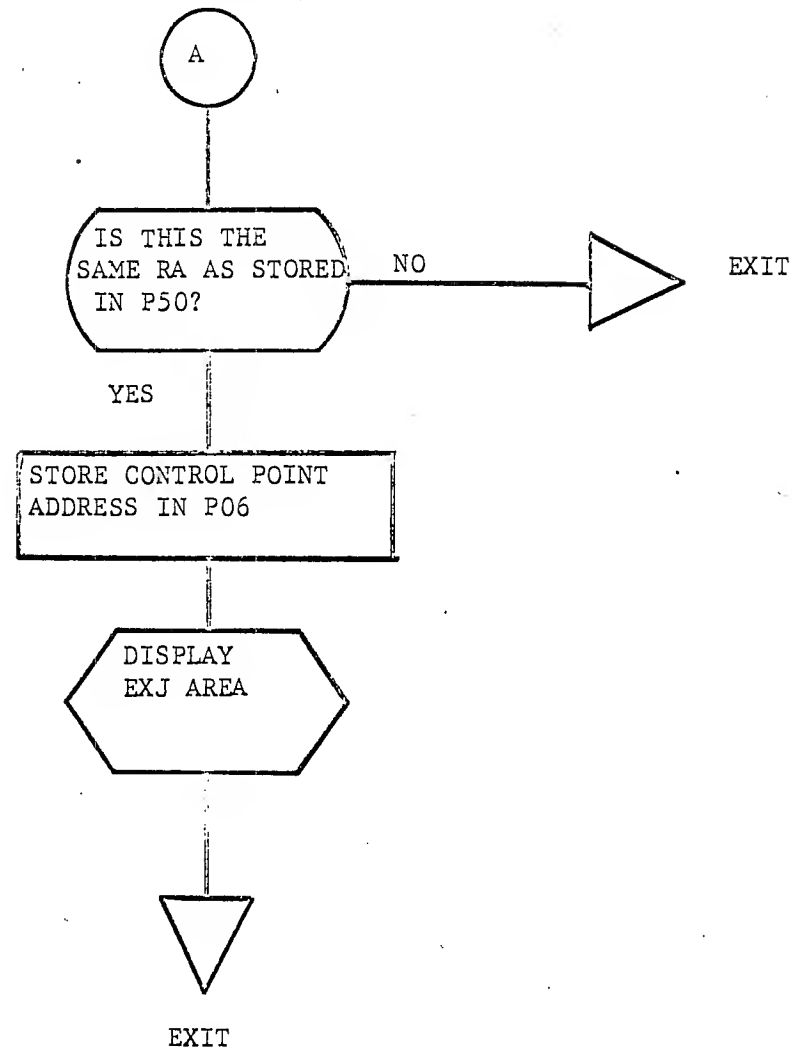 A
IS THIS THE
SAME RA AS STORED
IN P50?
NO
EXIT
YES
STORE CONTROL POINT
ADDRESS IN P06
DISPLAY
EXJ AREA
EXIT